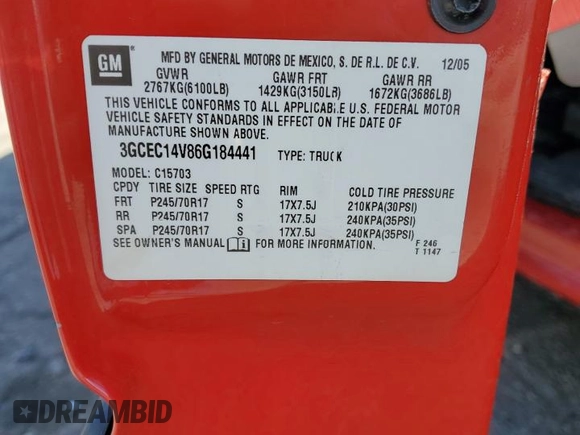 GM
MFD BY GENERAL MOTORS DE MEXICO, S. DE R.L. DE C.V. 12/05
GVWR GAWR FRT GAWR RR
2767KG(6100LB) 1429KG(3150LB) 1672KG(3686LB)
THIS VEHICLE CONFORMS TO ALL APPLICABLE U.S. FEDERAL MOTOR
VEHICLE SAFETY STANDARDS IN EFFECT ON THE DATE OF
MANUFACTURE SHOWN ABOVE.
3GCEC14V86G184441 TYPE: TRUCK
MODEL: C15703
CPDY TIRE SIZE SPEED RTG RIM COLD TIRE PRESSURE
FRT P245/70R17 S 17X7.5J 210KPA(30PSI)
RR P245/70R17 S 17X7.5J 240KPA(35PSI)
SPA P245/70R17 S 17X7.5J 240KPA(35PSI)
SEE OWNER'S MANUAL FOR MORE INFORMATION. F 246
T 1147
DREAMBID